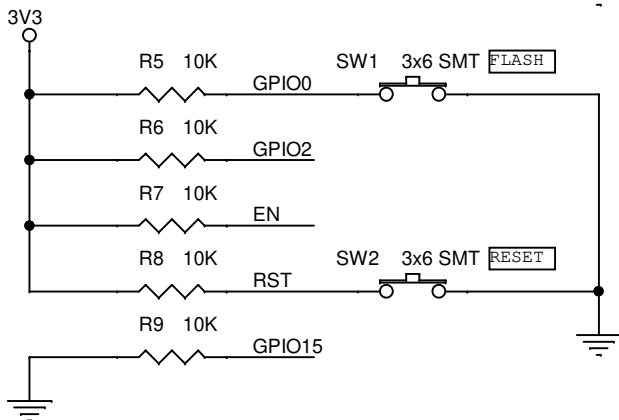 3V3
R5 10K GPIO0 SW1 3x6 SMT FLASH
R6 10K GPIO2
R7 10K EN
R8 10K RST SW2 3x6 SMT RESET
R9 10K GPIO15